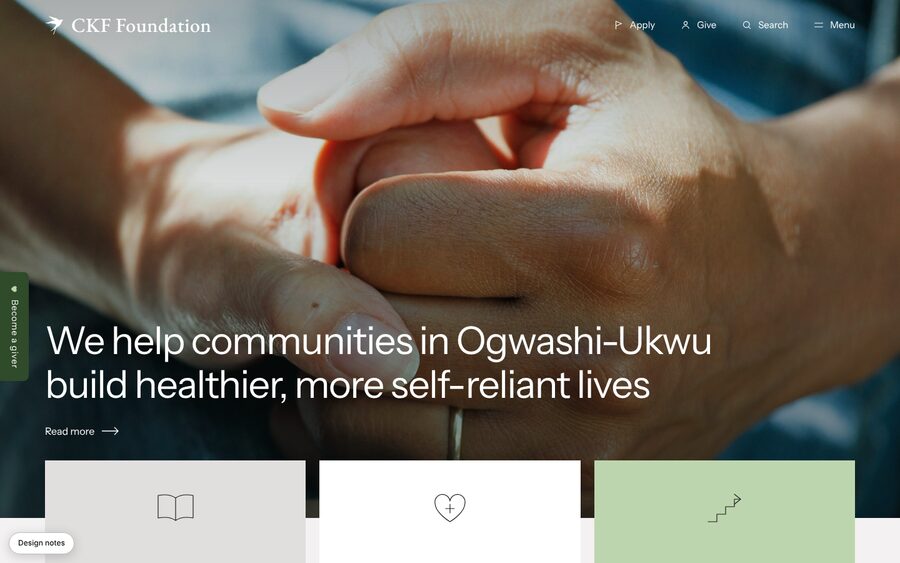 CKF Foundation
Apply
Give
Search
Menu
Become a giver
We help communities in Ogwashi-Ukwu
build healthier, more self-reliant lives
Read more
Design notes